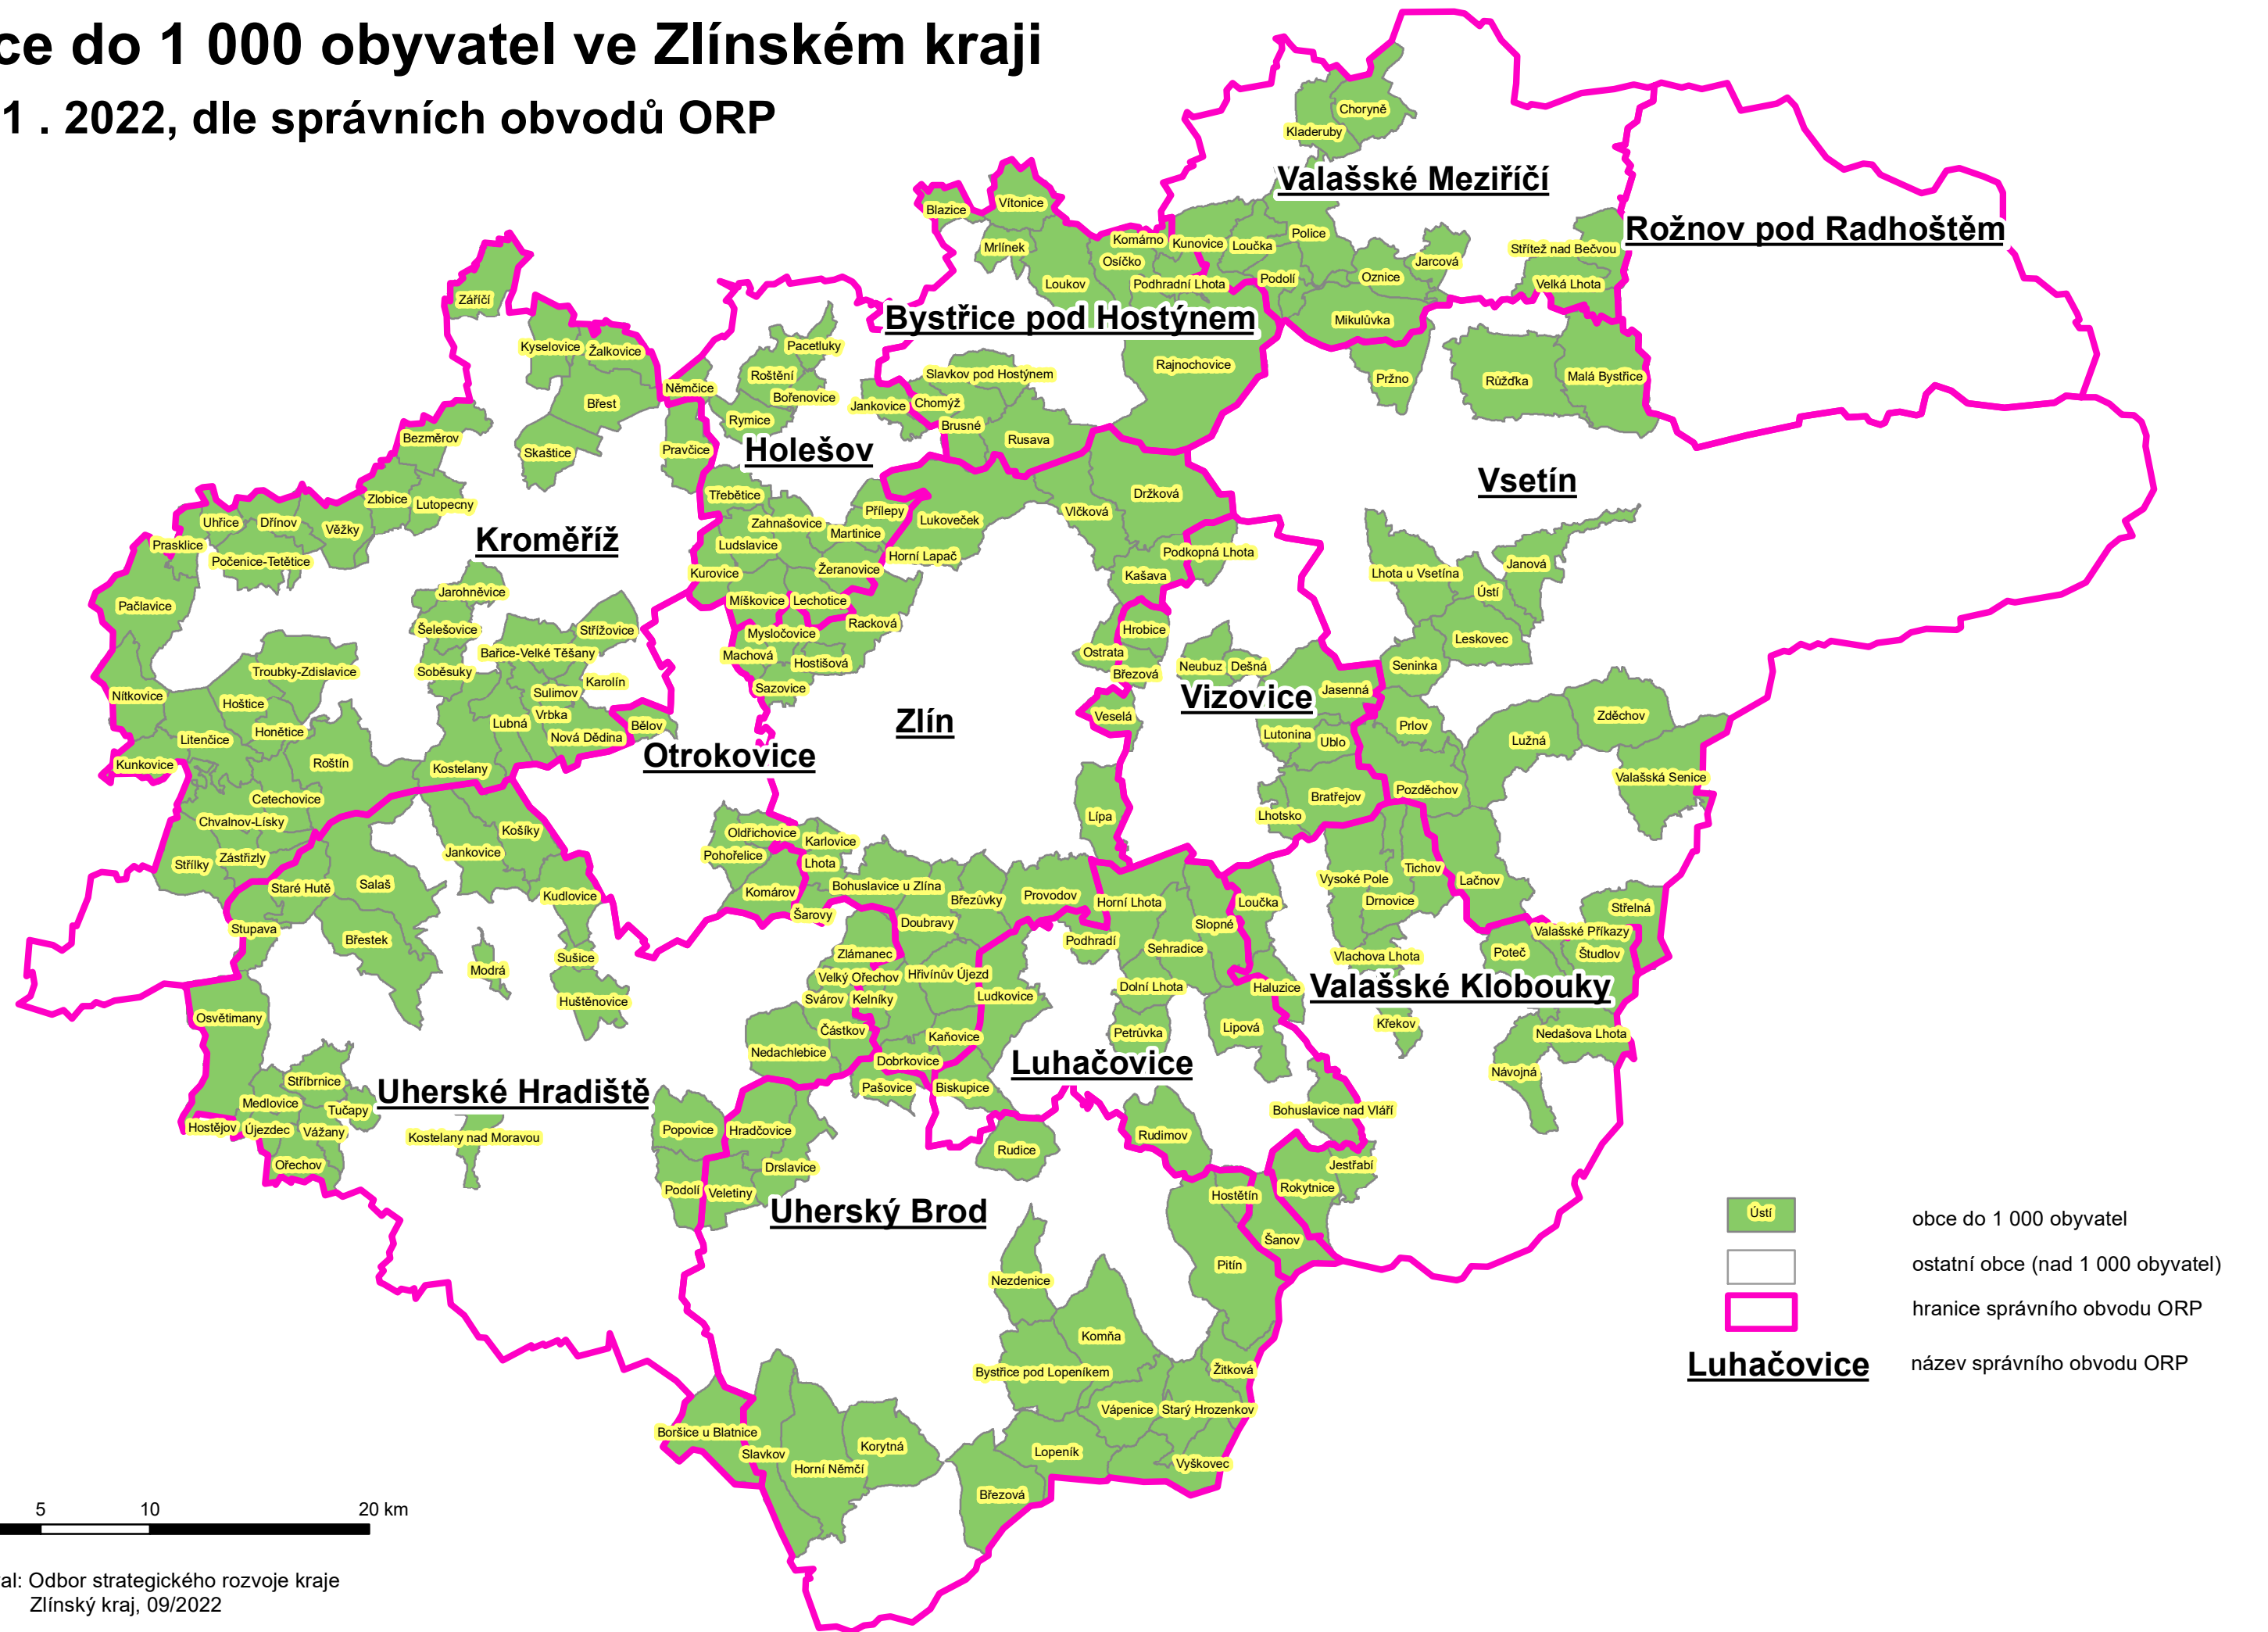 ce do 1 000 obyvatel ve Zlínském kraji
1 . 2022, dle správních obvodů ORP
Choryně
Kladeruby
Valašské Meziříčí
Rožnov pod Radhoštěm
Blazice
Vítonice
Mrlínek
Komárno
Kunovice
Loučka
Police
Osíčko
Loukov
Podhradní Lhota
Podolí
Oznice
Jarcová
Střítež nad Bečvou
Velká Lhota
Mikulůvka
Bystřice pod Hostýnem
Záříčí
Kyselovice
Žalkovice
Břest
Skaštice
Němčice
Pravčice
Pacetluky
Roštění
Bořenovice
Rymice
Holešov
Jankovice
Slavkov pod Hostýnem
Chomýž
Brusné
Rusava
Rajnochovice
Pržno
Růžďka
Malá Bystřice
Vsetín
Bezměrov
Zlobice
Lutopecny
Uhřice
Dřínov
Věžky
Prasklice
Počenice-Tetětice
Kroměříž
Pačlavice
Jarohněvice
Šelešovice
Soběsuky
Střížovice
Bařice-Velké Těšany
Karolín
Sulimov
Vrbka
Lubná
Nová Dědina
Bělov
Kostelany
Troubky-Zdislavice
Nítkovice
Hoštice
Honětice
Litenčice
Kunkovice
Roštín
Cetechovice
Chvalnov-Lísky
Střílky
Zástřizly
Třebětice
Zahnašovice
Přílepy
Martinice
Ludslavice
Kurovice
Žeranovice
Míškovice
Lechotice
Lukoveček
Horní Lapač
Vlčková
Držková
Kašava
Podkopná Lhota
Mysločovice
Racková
Machová
Hostišová
Sazovice
Zlín
Otrokovice
Hrobice
Ostrata
Březová
Veselá
Neubuz
Dešná
Vizovice
Jasenná
Lutonina
Ublo
Bratřejov
Lhotsko
Lípa
Lhota u Vsetína
Janová
Ústí
Leskovec
Seninka
Prlov
Pozděchov
Lužná
Zděchov
Valašská Senice
Košíky
Jankovice
Kudlovice
Staré Hutě
Salaš
Stupava
Břestek
Modrá
Sušice
Huštěnovice
Oldřichovice
Karlovice
Pohořelice
Lhota
Komárov
Šarovy
Bohuslavice u Zlína
Březůvky
Provodov
Doubravy
Zlámanec
Velký Ořechov
Hřivínův Újezd
Svárov
Kelníky
Ludkovice
Částkov
Kaňovice
Nedachlebice
Dobrkovice
Pašovice
Biskupice
Podhradí
Horní Lhota
Slopné
Sehradice
Loučka
Dolní Lhota
Haluzice
Petrůvka
Lipová
Luhačovice
Vysoké Pole
Tichov
Drnovice
Lačnov
Vlachova Lhota
Valašské Klobouky
Střelná
Valašské Příkazy
Poteč
Študlov
Křekov
Nedašova Lhota
Návojná
Bohuslavice nad Vláří
Jestřabí
Rokytnice
Osvětimany
Stříbrnice
Medlovice
Tučapy
Hostějov
Újezdec
Vážany
Ořechov
Uherské Hradiště
Kostelany nad Moravou
Popovice
Podolí
Hradčovice
Drslavice
Veletiny
Uherský Brod
Rudice
Rudimov
Hostětín
Šanov
Pitín
Nezdenice
Komňa
Bystřice pod Lopeníkem
Žítková
Vápenice
Starý Hrozenkov
Lopeník
Vyškovec
Březová
Boršice u Blatnice
Slavkov
Korytná
Horní Němčí
Ústí
obce do 1 000 obyvatel
ostatní obce (nad 1 000 obyvatel)
hranice správního obvodu ORP
Luhačovice
název správního obvodu ORP
5 10 20 km
al: Odbor strategického rozvoje kraje
Zlínský kraj, 09/2022